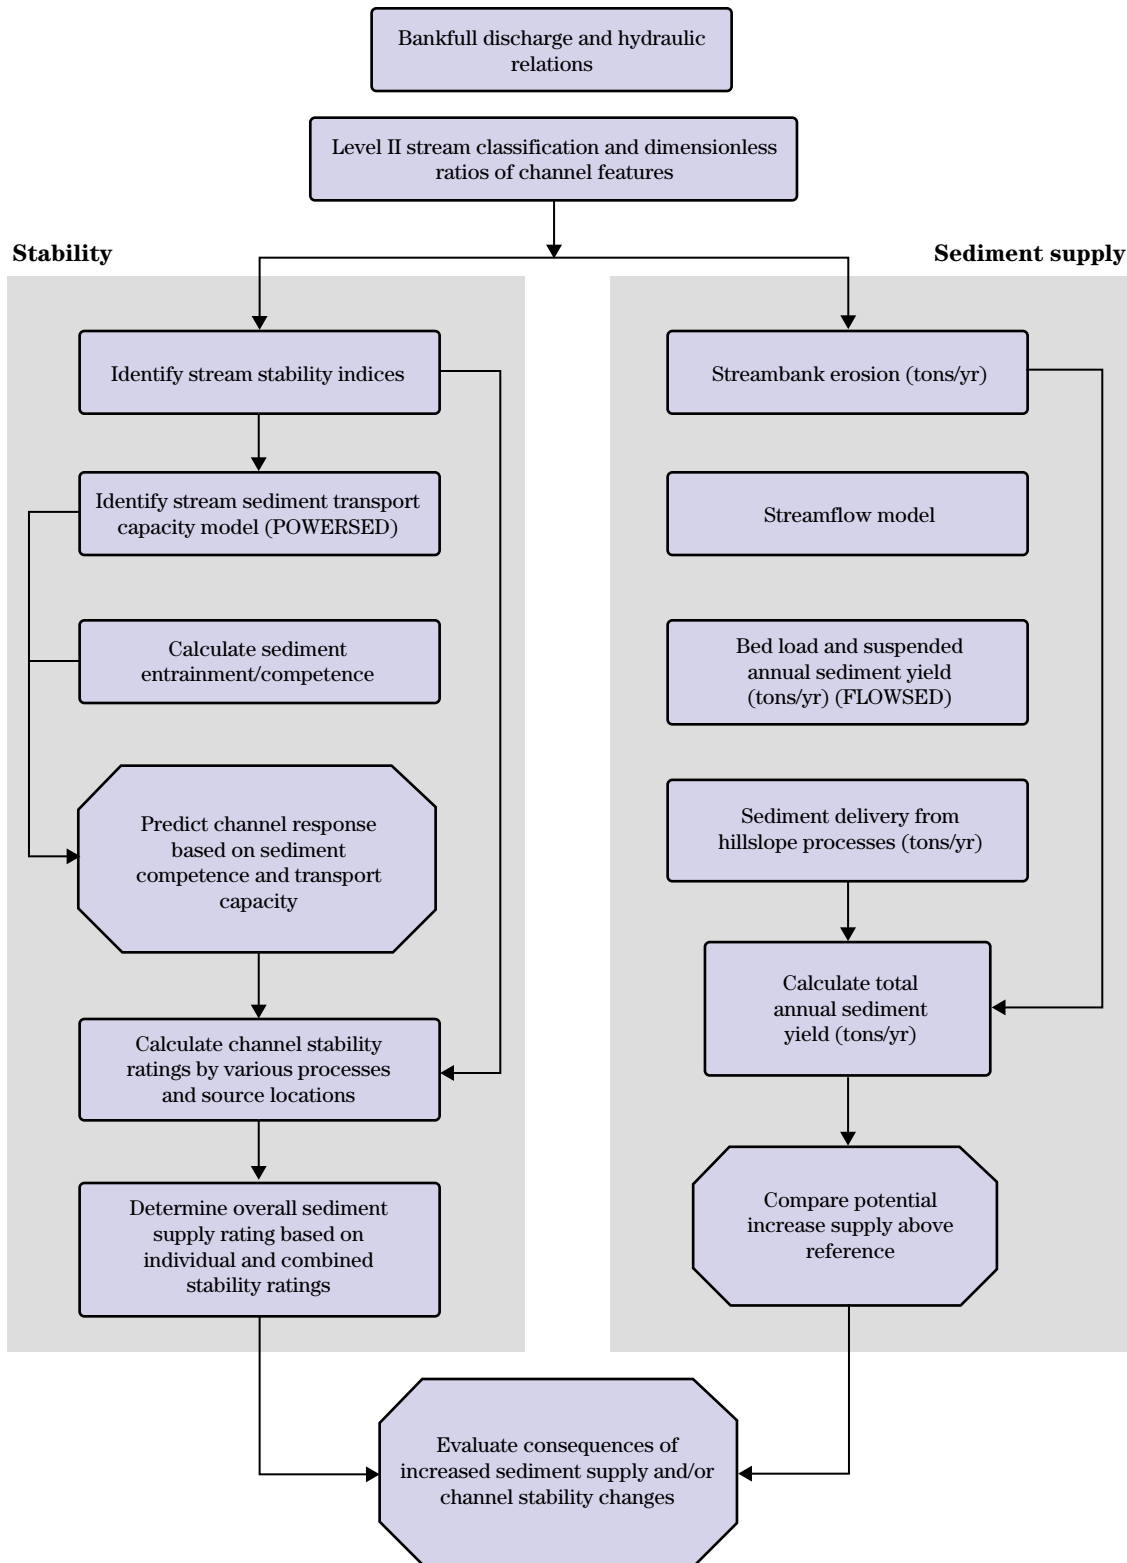 Bankfull discharge and hydraulic
relations
Level II stream classification and dimensionless
ratios of channel features
Stability
Identify stream stability indices
Identify stream sediment transport
capacity model (POWERSED)
Calculate sediment
entrainment/competence
Predict channel response
based on sediment
competence and transport
capacity
Calculate channel stability
ratings by various processes
and source locations
Determine overall sediment
supply rating based on
individual and combined
stability ratings
Sediment supply
Streambank erosion (tons/yr)
Streamflow model
Bed load and suspended
annual sediment yield
(tons/yr) (FLOWSED)
Sediment delivery from
hillslope processes (tons/yr)
Calculate total
annual sediment
yield (tons/yr)
Compare potential
increase supply above
reference
Evaluate consequences of
increased sediment supply and/or
channel stability changes